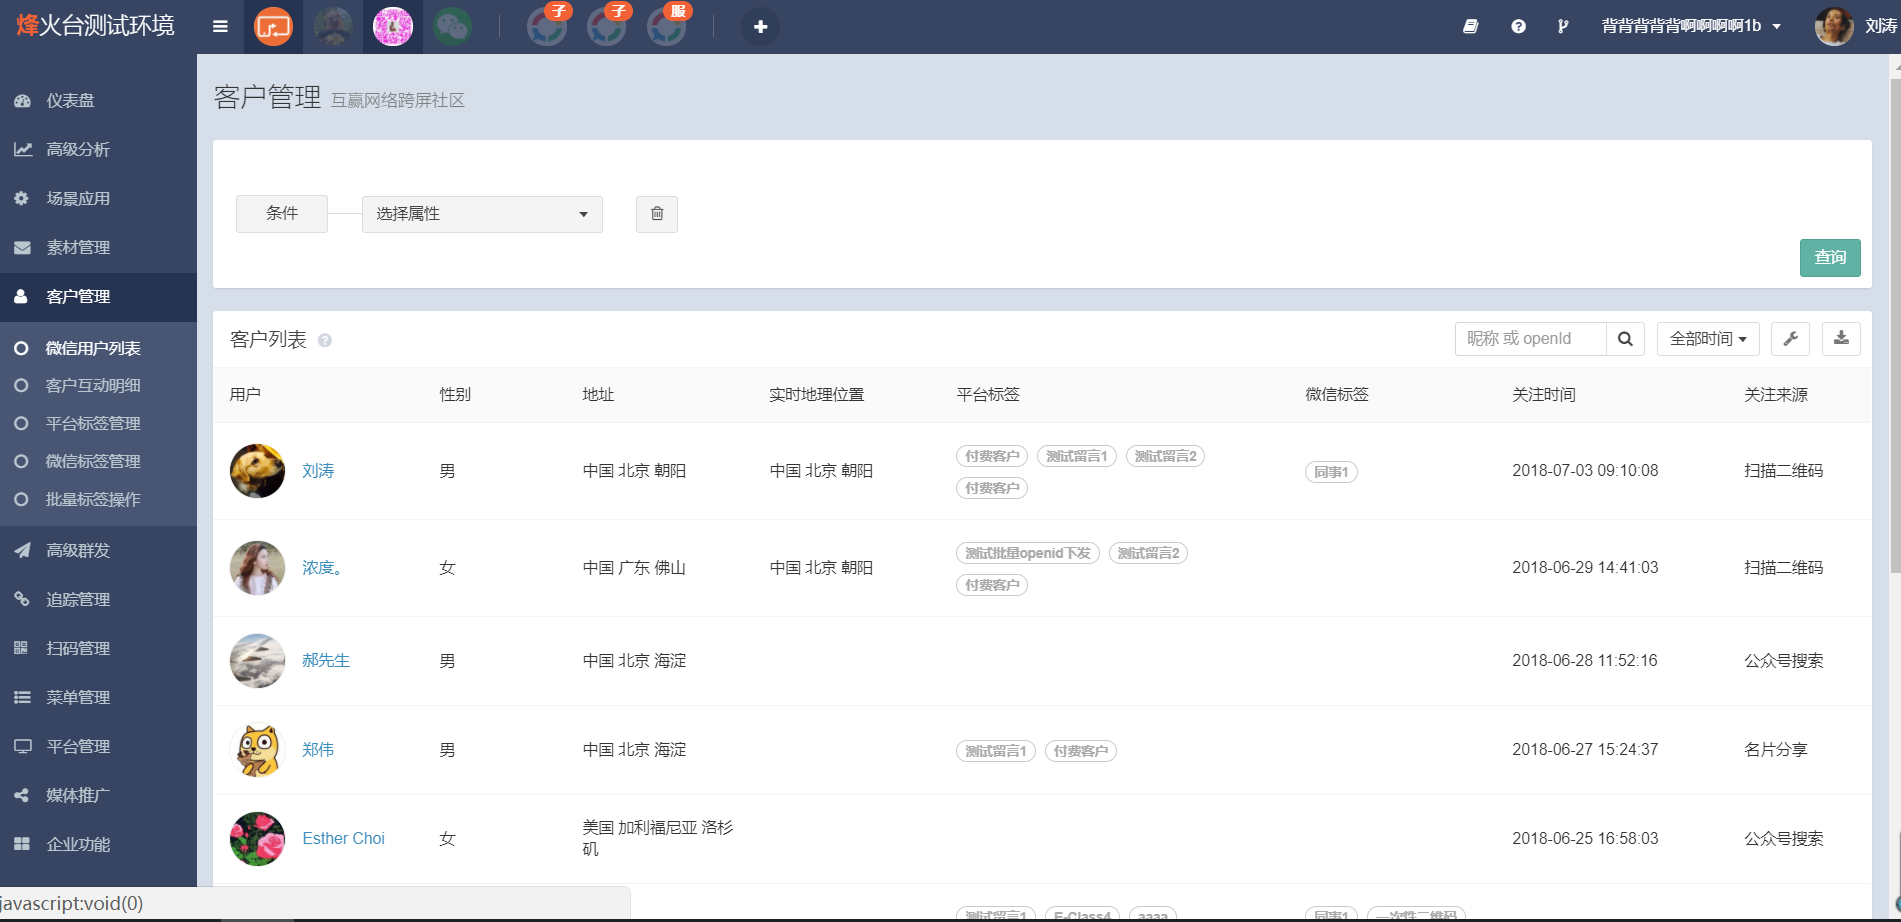 烽火台测试环境
子
子
服
背背背背背啊啊啊啊1b
刘涛
仪表盘
高级分析
场景应用
素材管理
客户管理
微信用户列表
客户互动明细
平台标签管理
微信标签管理
批量标签操作
高级群发
追踪管理
扫码管理
菜单管理
平台管理
媒体推广
企业功能
客户管理 互赢网络跨屏社区
条件 选择属性
查询
客户列表 昵称 或 openId 全部时间
用户 性别 地址 实时地理位置 平台标签 微信标签 关注时间 关注来源
刘涛 男 中国 北京 朝阳 中国 北京 朝阳 付费客户 测试留言1 测试留言2 同事1 2018-07-03 09:10:08 扫描二维码
付费客户
浓度。 女 中国 广东 佛山 中国 北京 朝阳 测试批量openid下发 测试留言2 2018-06-29 14:41:03 扫描二维码
付费客户
郝先生 男 中国 北京 海淀 2018-06-28 11:52:16 公众号搜索
郑伟 男 中国 北京 海淀 测试留言1 付费客户 2018-06-27 15:24:37 名片分享
Esther Choi 女 美国 加利福尼亚 洛杉 2018-06-25 16:58:03 公众号搜索
矶
测试留言1 E-Class4 aaaa 同事1 一次性二维码
javascript:void(0)